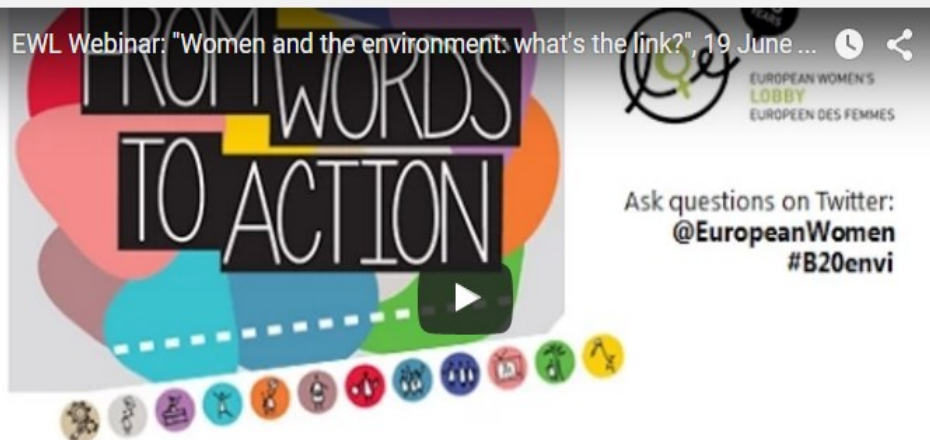 EWL Webinar: "Women and the environment: what's the link?", 19 June ...
YEARS
FROM WORDS
TO ACTION
EUROPEAN WOMEN'S
LOBBY
EUROPEEN DES FEMMES
Ask questions on Twitter:
@EuropeanWomen
#B20envi